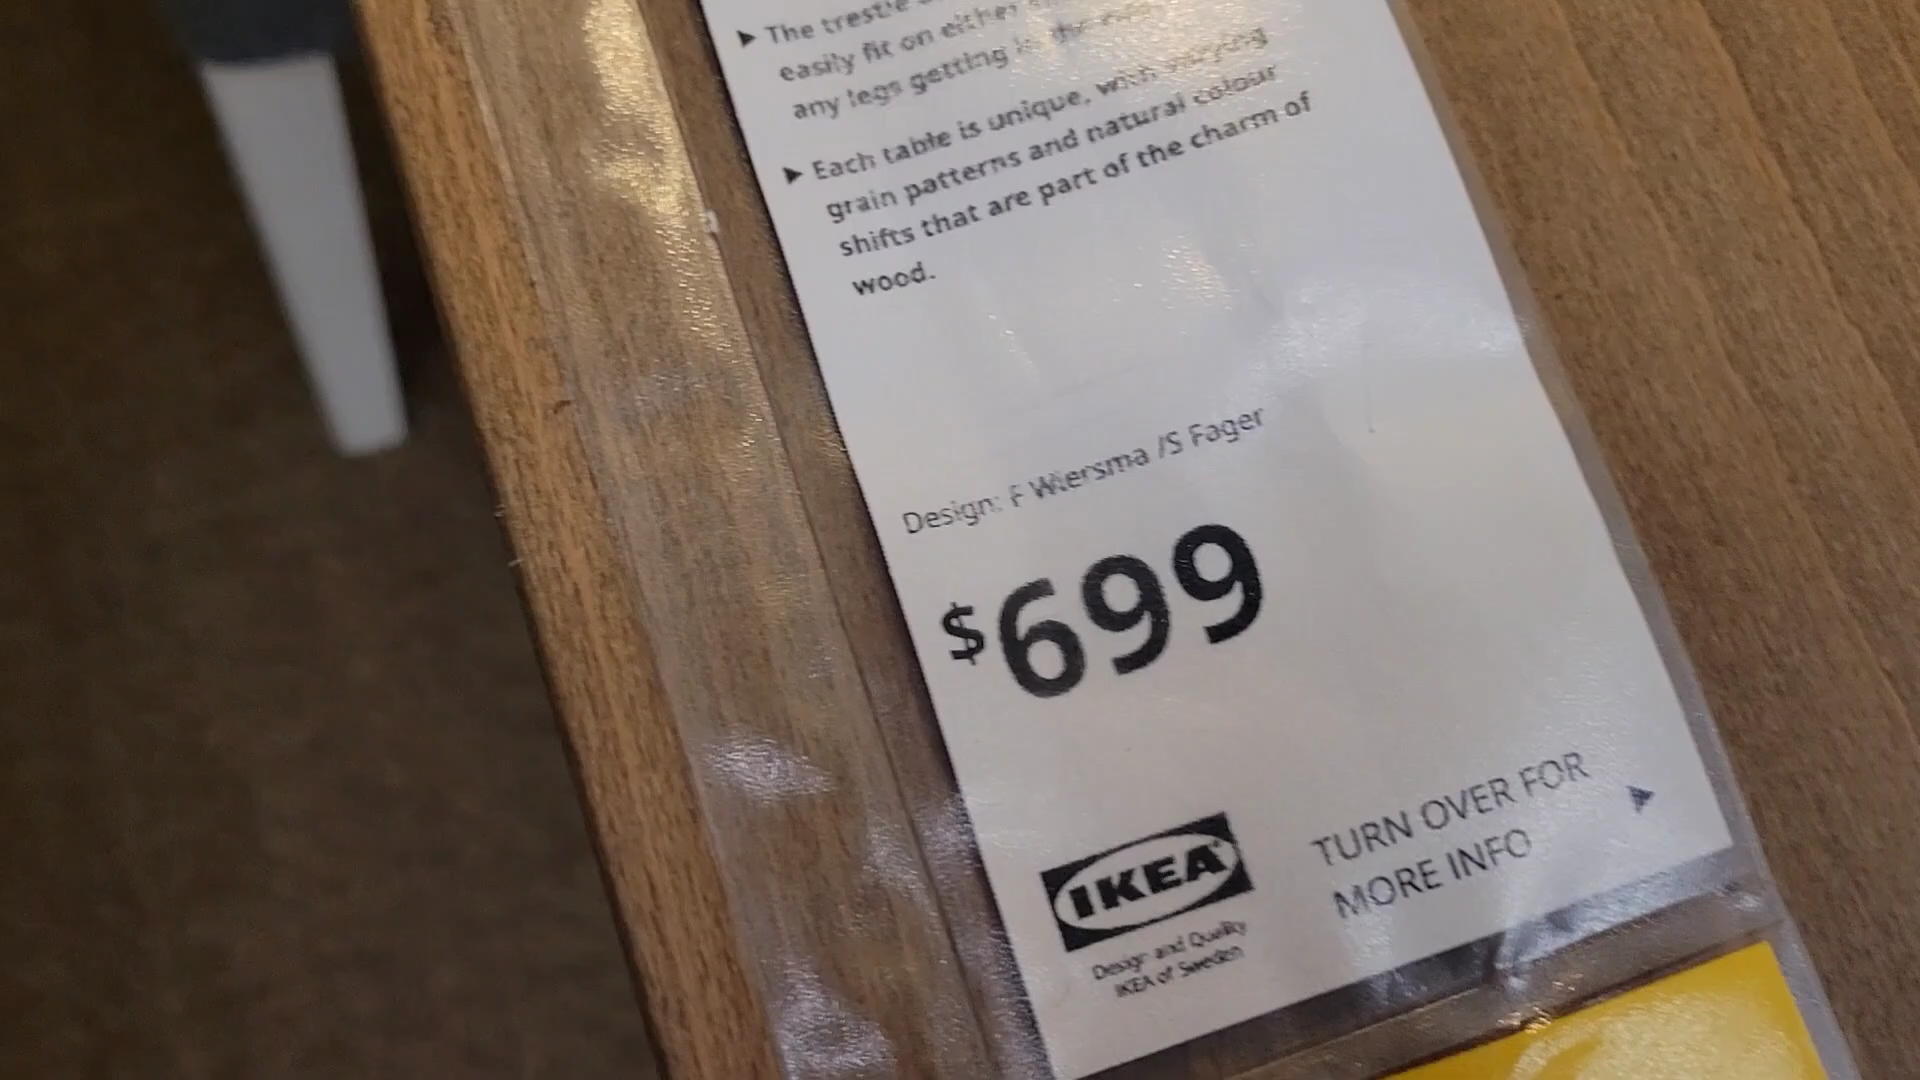 ▶ The trestle
easily fit on either
any legs getting in the
▶ Each table is unique, with varying
grain patterns and natural colour
shifts that are part of the charm of
wood.
Design: F Wiersma /S Fager
$699
IKEA
Design and Quality
IKEA of Sweden
TURN OVER FOR
MORE INFO